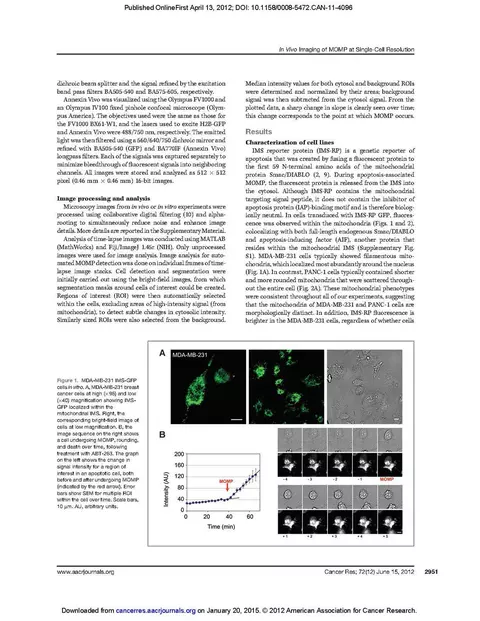 Published OnlineFirst April 13, 2012; DOI: 10.1158/0008-5472.CAN-11-4096
In Vivo Imaging of MOMP at Single-Cell Resolution
dichroic beam splitter and the signal refined by the excitation
band pass filters BA505-540 and BA575-605, respectively.
Annexin Vivo was visualized using the Olympus FV1000 and
an Olympus IV100 fixed pinhole confocal microscope (Olym-
pus America). The objectives used were the same as those for
the FV1000 BX61-W1, and the lasers used to excite H2B-GFP
and Annexin Vivo were 488/750 nm, respectively. The emitted
light was then filtered using a 560/640/750 dichroic mirror and
refined with BA505-540 (GFP) and BA770IF (Annexin Vivo)
longpass filters. Each of the signals was captured separately to
minimize bleedthrough of fluorescent signals into neighboring
channels. All images were stored and analyzed as 512 × 512
pixel (0.46 mm × 0.46 mm) 16-bit images.
Image processing and analysis
Microscopy images from in vivo or in vitro experiments were
processed using collaborative digital filtering (10) and alpha-
rooting to simultaneously reduce noise and enhance image
details. More details are reported in the Supplementary Material.
Analysis of time-lapse images was conducted using MATLAB
(MathWorks) and Fiji/ImageJ 1.45r (NIH). Only unprocessed
images were used for image analysis. Image analysis for auto-
mated MOMP detection was done on individual frames of time-
lapse image stacks. Cell detection and segmentation were
initially carried out using the bright-field images, from which
segmentation masks around cells of interest could be created.
Regions of interest (ROI) were then automatically selected
within the cells, excluding areas of high-intensity signal (from
mitochondria), to detect subtle changes in cytosolic intensity.
Similarly sized ROIs were also selected from the background.
Median intensity values for both cytosol and background ROIs
were determined and normalized by their areas; background
signal was then subtracted from the cytosol signal. From the
plotted data, a sharp change in slope is clearly seen over time;
this change corresponds to the point at which MOMP occurs.
Results
Characterization of cell lines
IMS reporter protein (IMS-RP) is a genetic reporter of
apoptosis that was created by fusing a fluorescent protein to
the first 59 N-terminal amino acids of the mitochondrial
protein Smac/DIABLO (2, 9). During apoptosis-associated
MOMP, the fluorescent protein is released from the IMS into
the cytosol. Although IMS-RP contains the mitochondrial
targeting signal peptide, it does not contain the inhibitor of
apoptosis protein (IAP)-binding motif and is therefore biolog-
ically neutral. In cells transduced with IMS-RP GFP, fluores-
cence was observed within the mitochondria (Figs. 1 and 2),
colocalizing with both full-length endogenous Smac/DIABLO
and apoptosis-inducing factor (AIF), another protein that
resides within the mitochondrial IMS (Supplementary Fig.
S1). MDA-MB-231 cells typically showed filamentous mito-
chondria, which localized most abundantly around the nucleus
(Fig. 1A). In contrast, PANC-1 cells typically contained shorter
and more rounded mitochondria that were scattered through-
out the entire cell (Fig. 2A). These mitochondrial phenotypes
were consistent throughout all of our experiments, suggesting
that the mitochondria of MDA-MB-231 and PANC-1 cells are
morphologically distinct. In addition, IMS-RP fluorescence is
brighter in the MDA-MB-231 cells, regardless of whether cells
Figure 1. MDA-MB-231 IMS-GFP
cells in vitro. A, MDA-MB-231 breast
cancer cells at high (×96) and low
(×40) magnification showing IMS-
GFP localized within the
mitochondrial IMS. Right, the
corresponding bright-field image of
cells at low magnification. B, the
image sequence on the right shows
a cell undergoing MOMP, rounding,
and death over time, following
treatment with ABT-263. The graph
on the left shows the change in
signal intensity for a region of
interest in an apoptotic cell, both
before and after undergoing MOMP
(indicated by the red arrow). Error
bars show SEM for multiple ROI
within the cell over time. Scale bars,
10 μm. AU, arbitrary units.
A
MDA-MB-231
B
200
160
120
80
40
0
Intensity (AU)
MOMP
0 20 40 60
Time (min)
- 4 - 3 - 2 - 1 MOMP
+ 1 + 2 + 3 + 4 + 5
www.aacrjournals.org
Cancer Res; 72(12) June 15, 2012 2951
Downloaded from cancerres.aacrjournals.org on January 20, 2015. © 2012 American Association for Cancer Research.